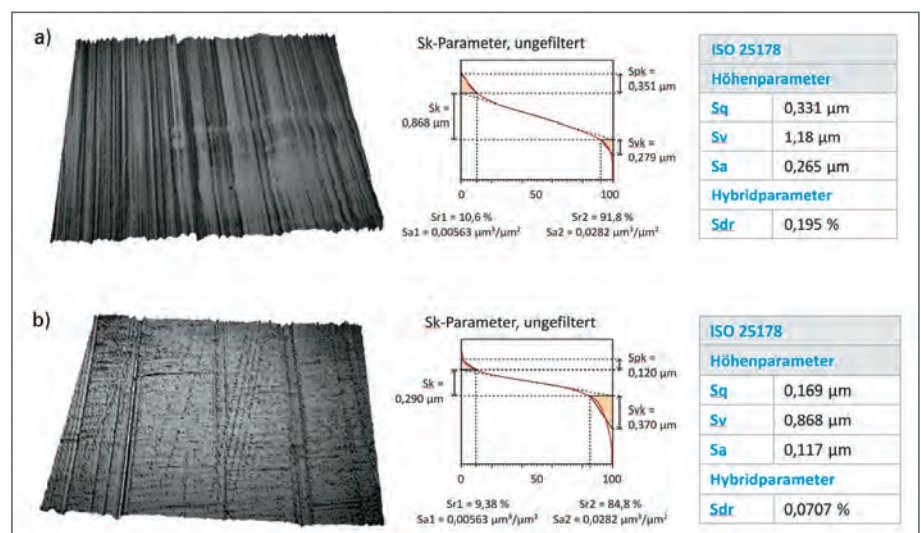 a)
Sk-Parameter, ungefiltert
Spk =
0,351 µm
Sk =
0,868 µm
Svk =
0,279 µm
0 50 100
Sr1 = 10,6 % Sr2 = 91,8 %
Sa1 = 0,00563 µm³/µm² Sa2 = 0,0282 µm³/µm²
ISO 25178
Höhenparameter
Sq 0,331 µm
Sv 1,18 µm
Sa 0,265 µm
Hybridparameter
Sdr 0,195 %
b)
Sk-Parameter, ungefiltert
Spk =
0,120 µm
Sk =
0,290 µm
Svk =
0,370 µm
0 50 100
Sr1 = 9,38 % Sr2 = 84,8 %
Sa1 = 0,00563 µm³/µm³ Sa2 = 0,0282 µm³/µm²
ISO 25178
Höhenparameter
Sq 0,169 µm
Sv 0,868 µm
Sa 0,117 µm
Hybridparameter
Sdr 0,0707 %